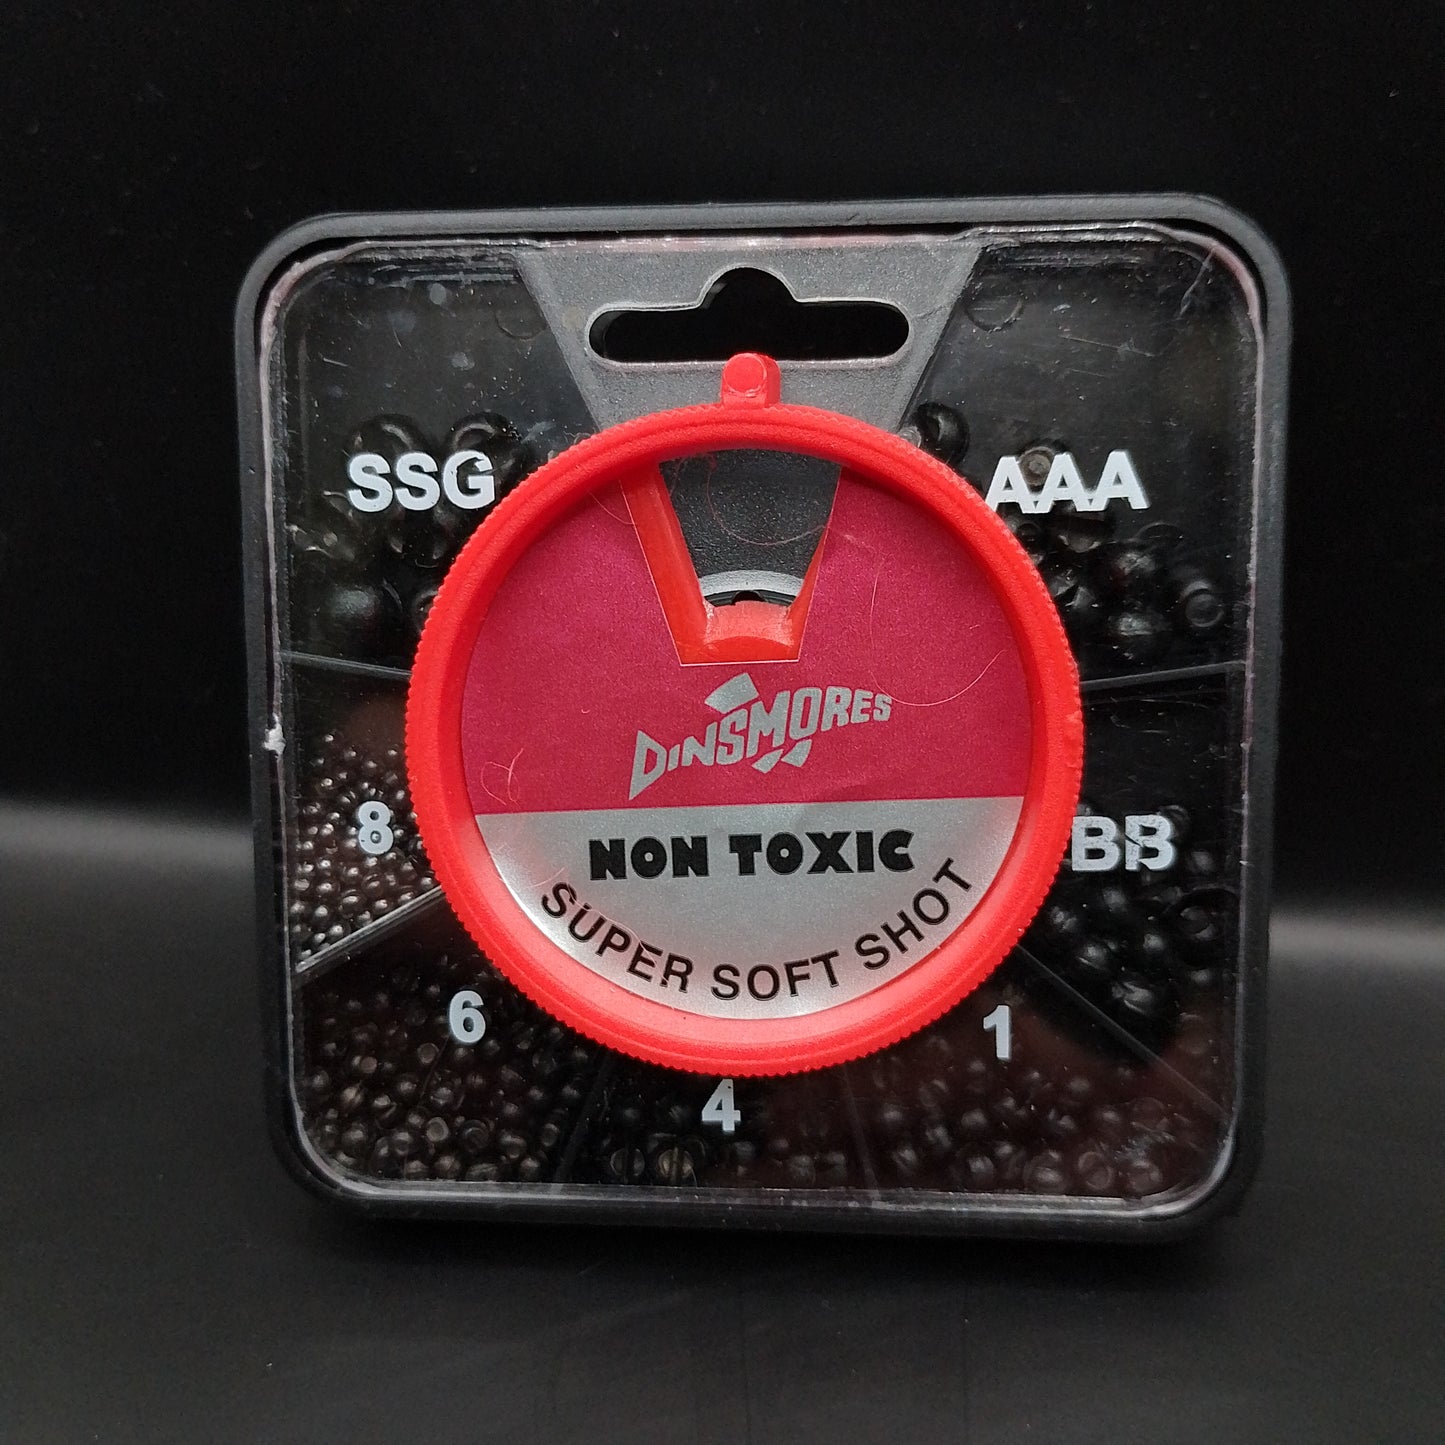 SSG
AAA
DINSMORES
8
NON TOXIC
BB
SUPER SOFT SHOT
6
1
4